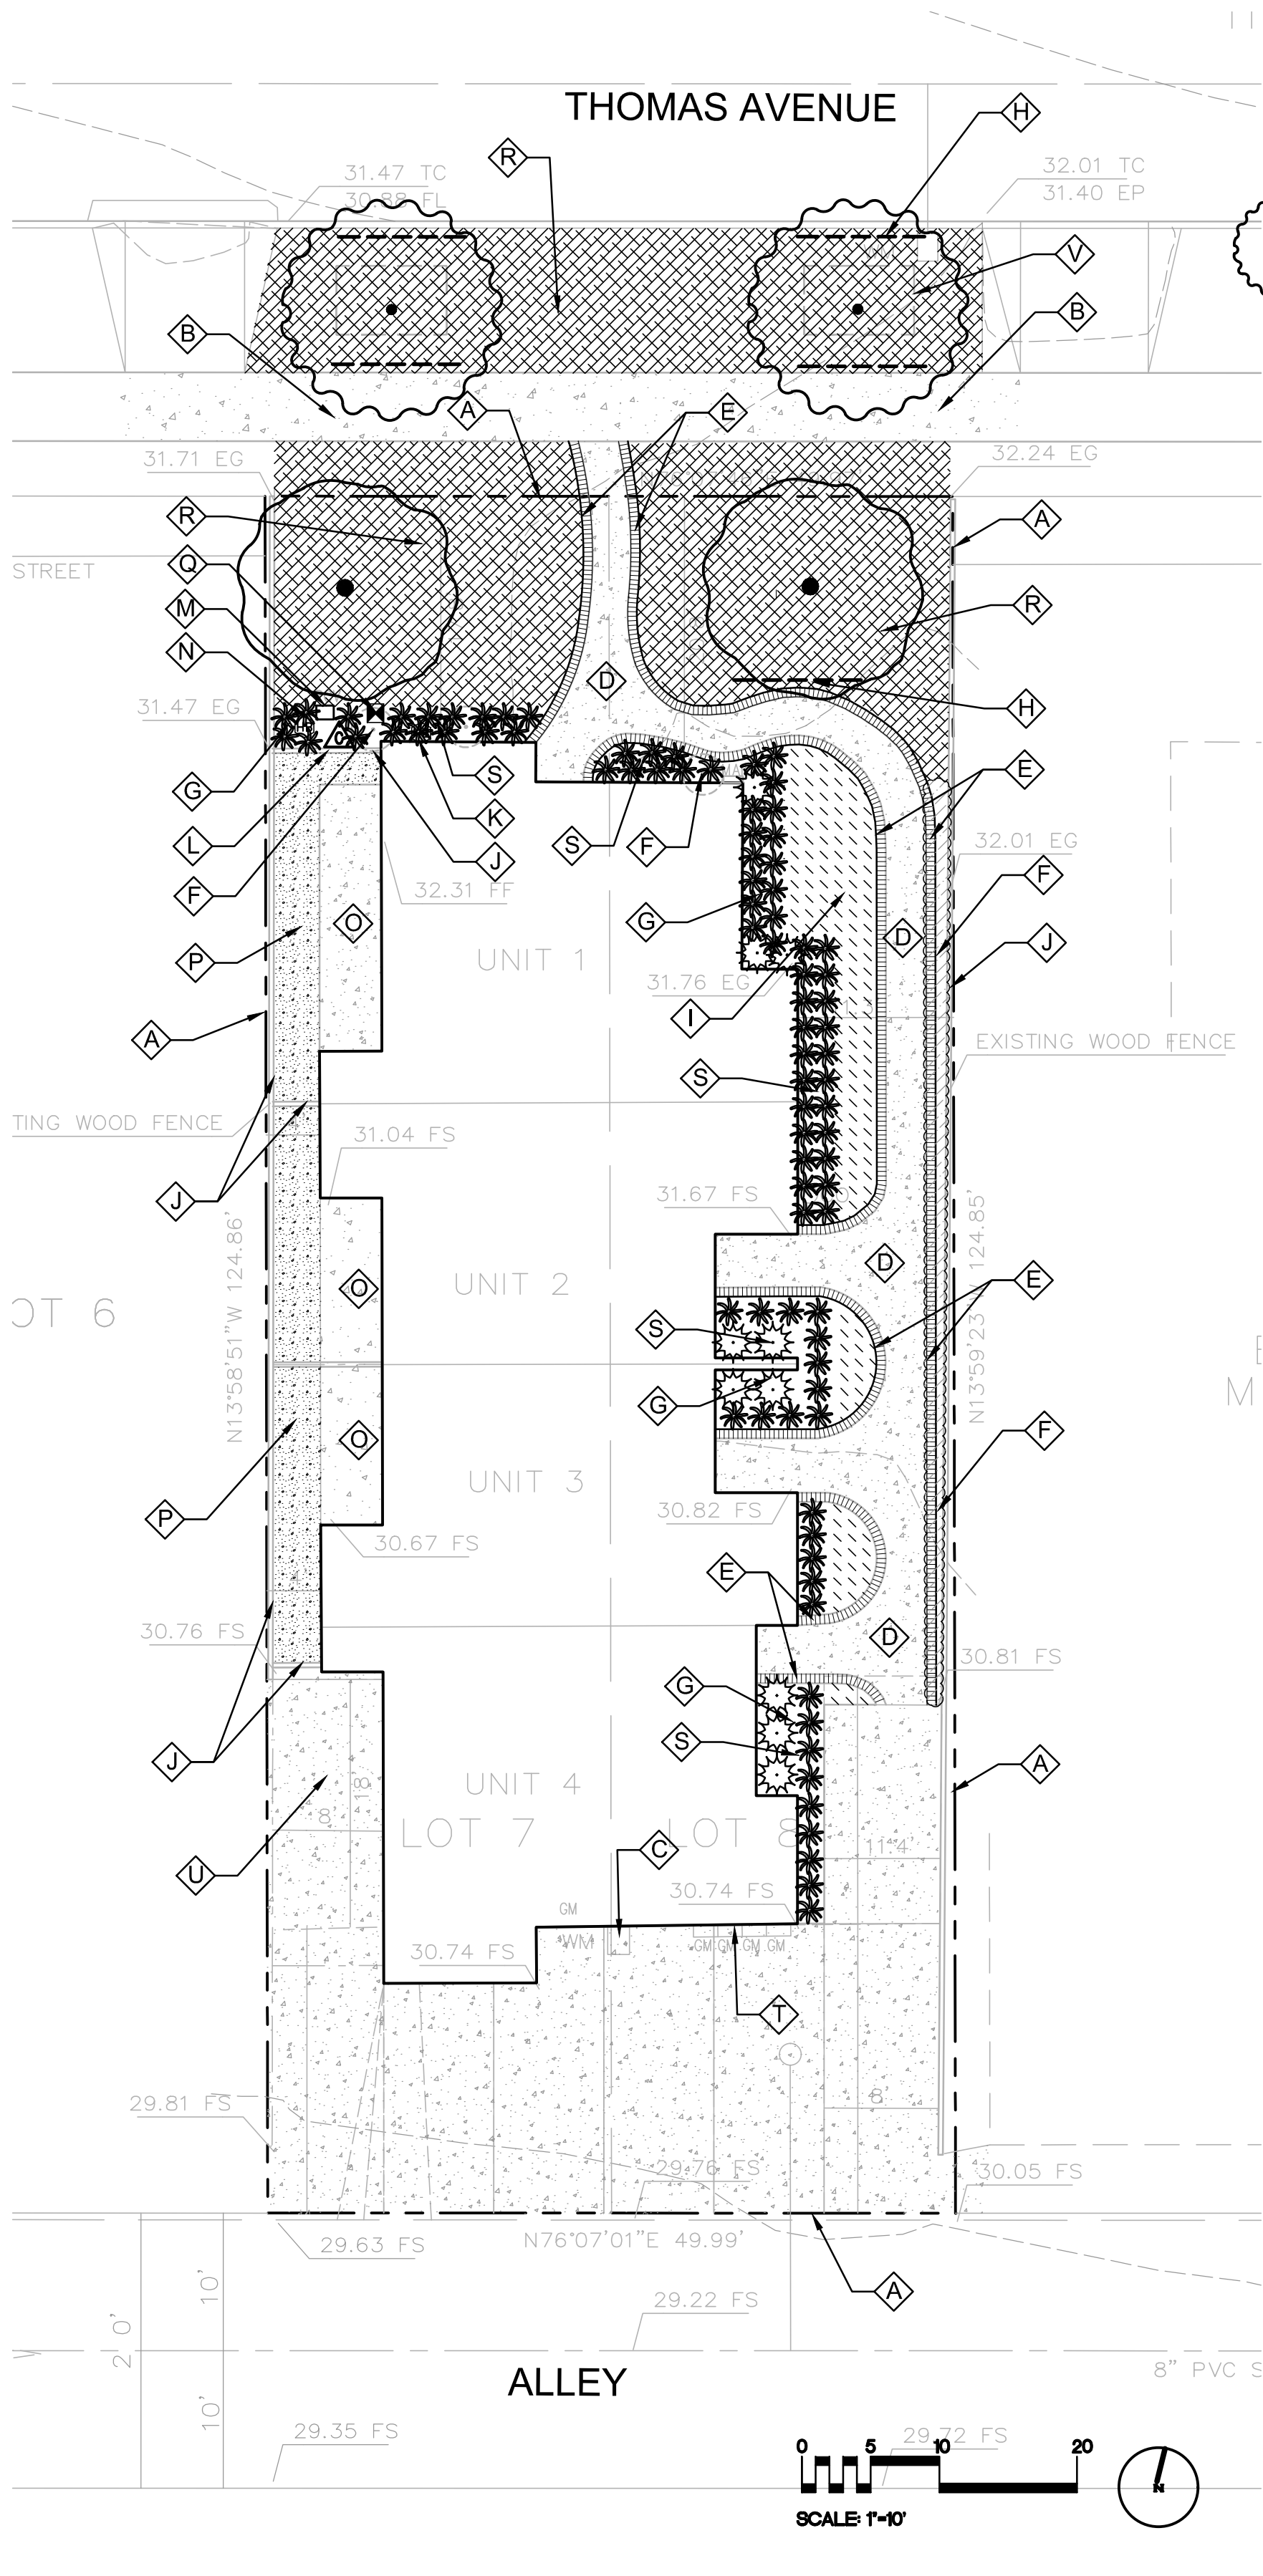 THOMAS AVENUE
H
R
31.47 TC
30.88 FL
32.01 TC
31.40 EP
V
B
B
A
E
31.71 EG
32.24 EG
R
A
Q
STREET
M
R
N
D
31.47 EG
H
G
S
E
K
L
S
F
J
32.01 EG
F
32.31 FF
F
O
G
D
P
UNIT 1
J
31.76 EG
I
A
EXISTING WOOD FENCE
S
TING WOOD FENCE
31.04 FS
J
31.67 FS
N13°58'51"W 124.86'
N13°59'23 124.85'
D
UNIT 2
O
E
OT 6
S
M
G
O
F
UNIT 3
P
30.82 FS
30.67 FS
E
30.76 FS
D
30.81 FS
G
S
J
A
UNIT 4
18'
8'
LOT 7
LOT 8
11'4"
C
U
30.74 FS
GM
WM
GM GM GM GM
30.74 FS
T
8'
29.81 FS
29.76 FS
30.05 FS
29.63 FS
N76°07'01"E 49.99'
10'
A
29.22 FS
2 0'
8" PVC S
ALLEY
10'
29.35 FS
29.72 FS
0 5 10 20
N
SCALE: 1"=10'